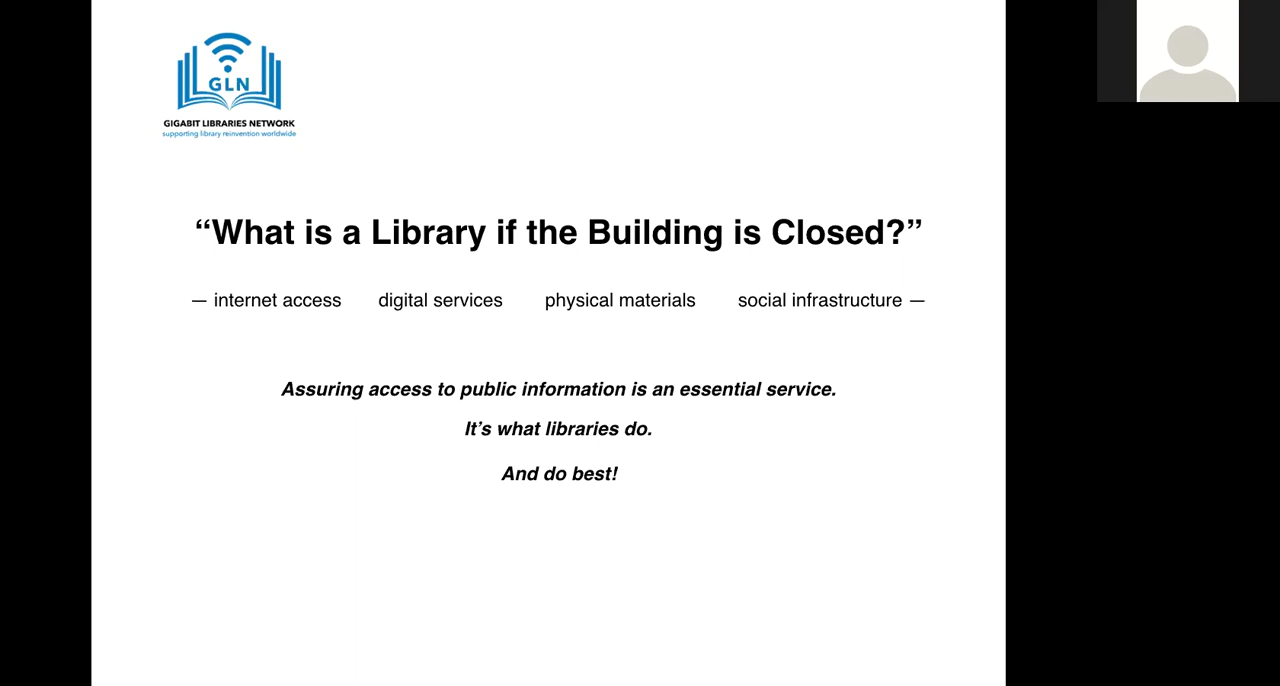 GLN
GIGABIT LIBRARIES NETWORK
supporting library reinvention worldwide
“What is a Library if the Building is Closed?”
— internet access digital services physical materials social infrastructure —
Assuring access to public information is an essential service.
It’s what libraries do.
And do best!